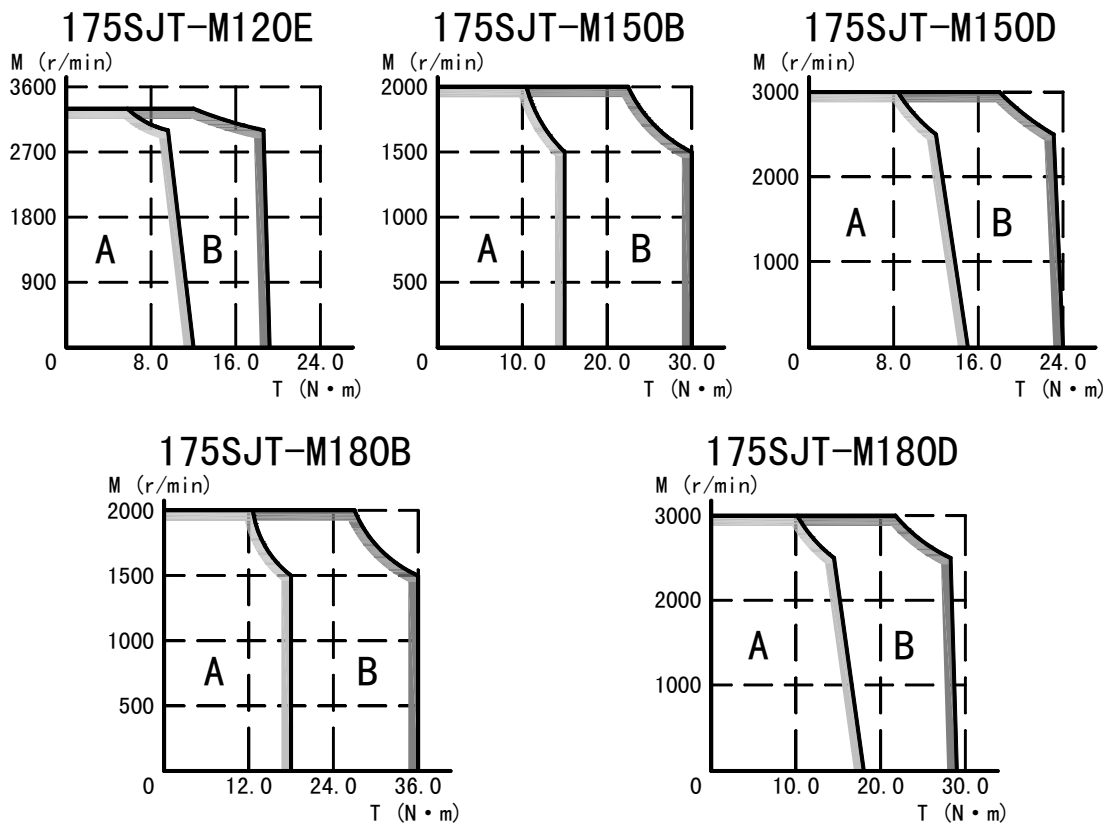 175SJT-M120E
M (r/min)
3600
2700
1800
900
A
B
0
8.0
16.0
24.0
T (N·m)
175SJT-M150B
M (r/min)
2000
1500
1000
500
A
B
0
10.0
20.0
30.0
T (N·m)
175SJT-M150D
M (r/min)
3000
2000
1000
A
B
0
8.0
16.0
24.0
T (N·m)
175SJT-M180B
M (r/min)
2000
1500
1000
500
A
B
0
12.0
24.0
36.0
T (N·m)
175SJT-M180D
M (r/min)
3000
2000
1000
A
B
0
10.0
20.0
30.0
T (N·m)